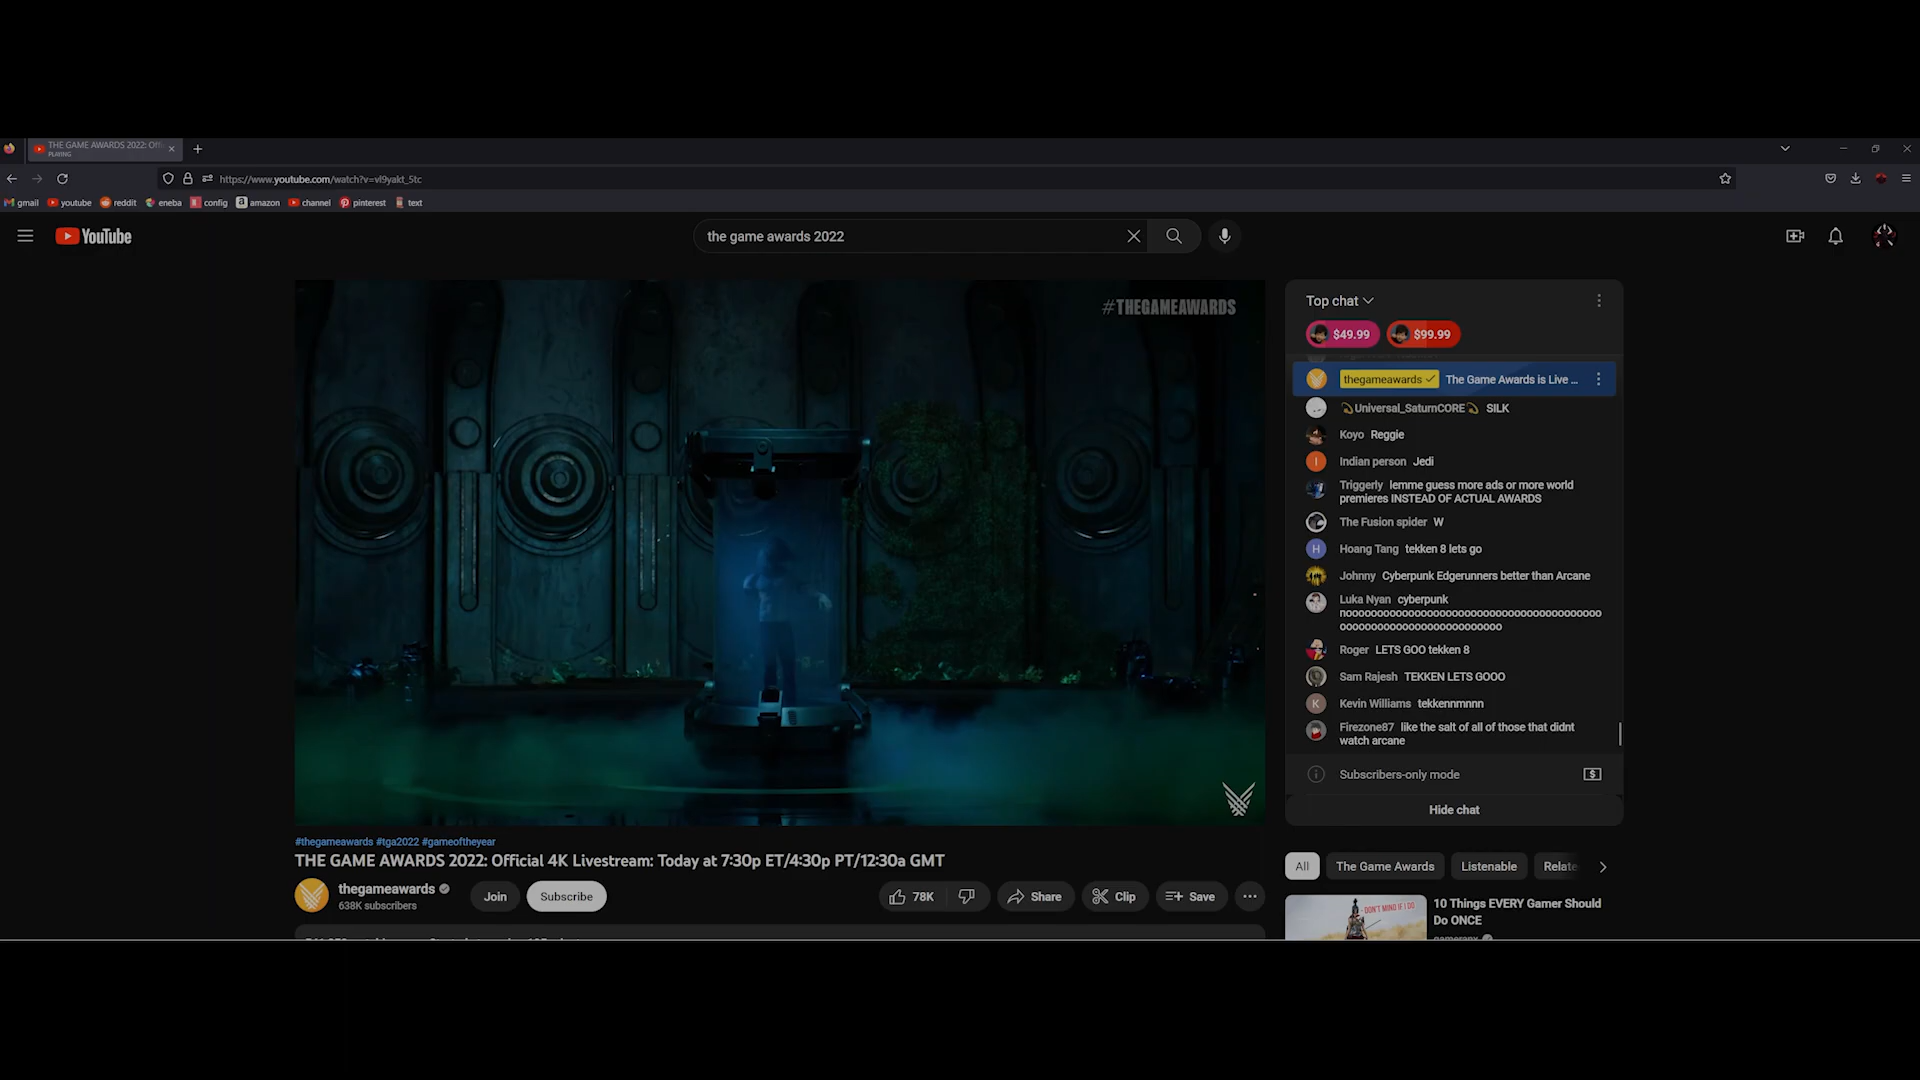 THE GAME AWARDS 2022: Offi
PLAYING
https://www.youtube.com/watch?v=vl9yakt_5tc
gmail youtube reddit eneba config amazon channel pinterest text
YouTube
the game awards 2022
#THEGAMEAWARDS
Top chat
$49.99 $99.99
thegameawards The Game Awards is Live ...
Universal_SaturnCORE SILK
Koyo Reggie
I Indian person Jedi
Triggerly lemme guess more ads or more world
premieres INSTEAD OF ACTUAL AWARDS
The Fusion spider W
H Hoang Tang tekken 8 lets go
Johnny Cyberpunk Edgerunners better than Arcane
Luka Nyan cyberpunk
Roger LETS GOO tekken 8
Sam Rajesh TEKKEN LETS GOOO
K Kevin Williams tekkennmnnn
Firezone87 like the salt of all of those that didnt
watch arcane
Subscribers-only mode
Hide chat
#thegameawards #tga2022 #gameoftheyear
THE GAME AWARDS 2022: Official 4K Livestream: Today at 7:30p ET/4:30p PT/12:30a GMT
thegameawards
638K subscribers
Join Subscribe 78K Share Clip Save
All The Game Awards Listenable Relate
DON'T MIND IF I DO
10 Things EVERY Gamer Should
Do ONCE